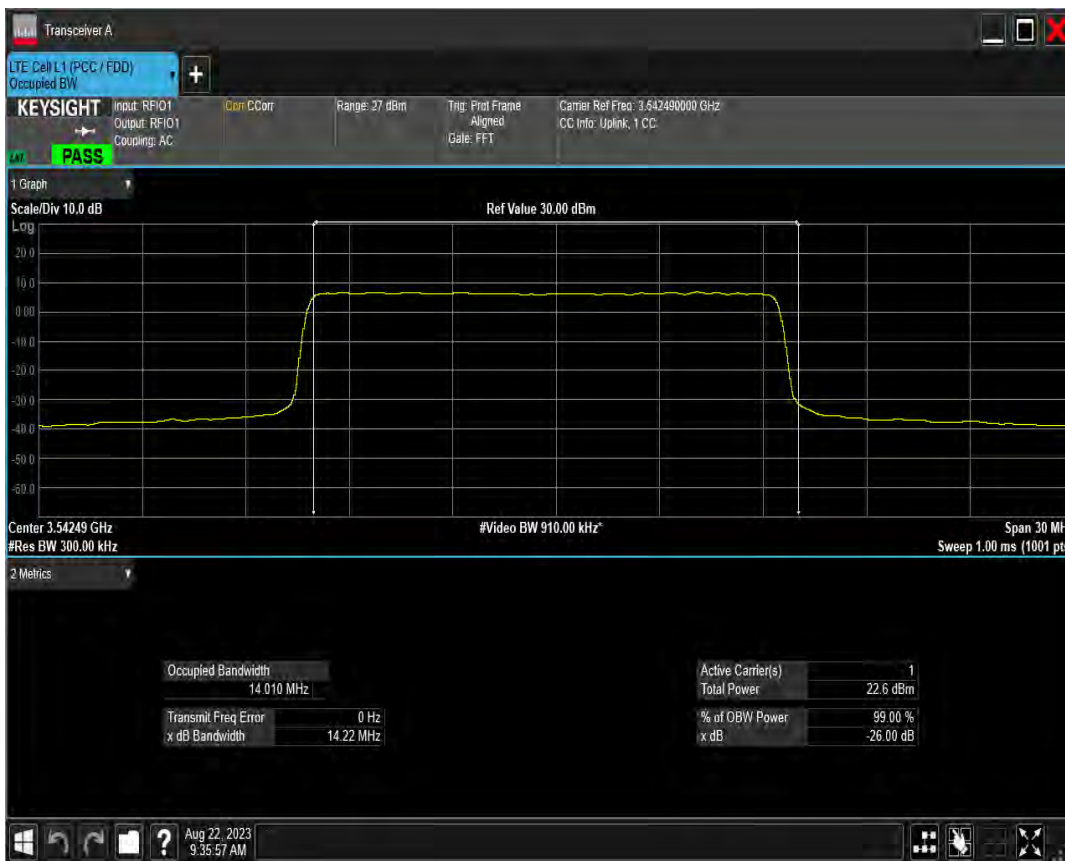 Transceiver A
LTE Cell L1 (PCC / FDD)
Occupied BW
KEYSIGHT
Input: RFIO1
Output: RFIO1
Coupling: AC
Corr CCorr
Range: 27 dBm
Trig: Prot Frame
Aligned
Gate: FFT
Carrier Ref Freq: 3.542490000 GHz
CC Info: Uplink, 1 CC
PASS
1 Graph
Scale/Div 10.0 dB
Ref Value 30.00 dBm
Log
20.0
10.0
0.00
-10.0
-20.0
-30.0
-40.0
-50.0
-60.0
Center 3.54249 GHz
#Video BW 910.00 kHz*
Span 30 MH
#Res BW 300.00 kHz
Sweep 1.00 ms (1001 pt
2 Metrics
Occupied Bandwidth
14.010 MHz
Transmit Freq Error 0 Hz
x dB Bandwidth 14.22 MHz
Active Carrier(s) 1
Total Power 22.6 dBm
% of OBW Power 99.00 %
x dB -26.00 dB
?
Aug 22, 2023
9:35:57 AM